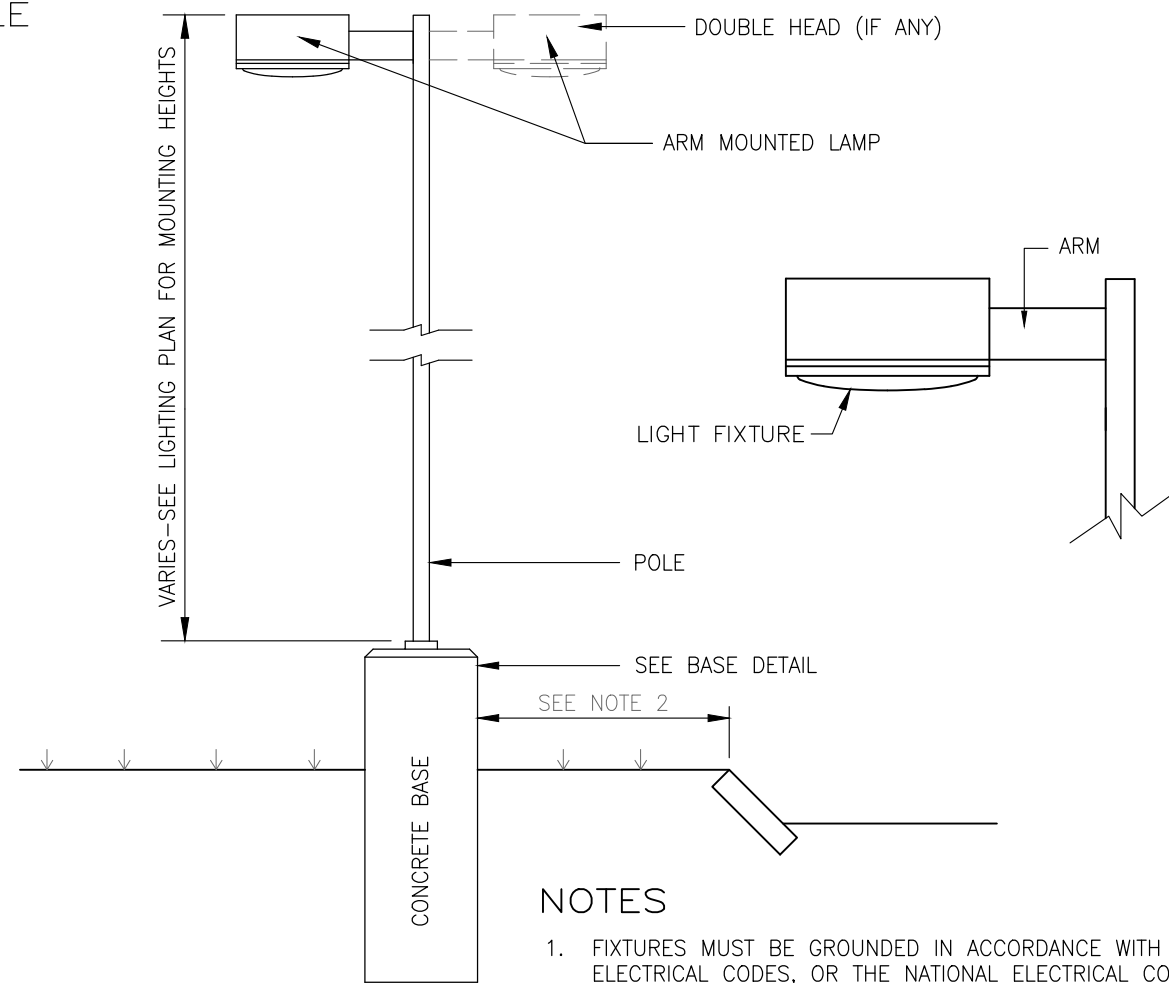 DOUBLE HEAD (IF ANY)
ARM MOUNTED LAMP
VARIES-SEE LIGHTING PLAN FOR MOUNTING HEIGHTS
ARM
LIGHT FIXTURE
POLE
SEE BASE DETAIL
SEE NOTE 2
CONCRETE BASE
NOTES
1. FIXTURES MUST BE GROUNDED IN ACCORDANCE WITH
ELECTRICAL CODES, OR THE NATIONAL ELECTRICAL